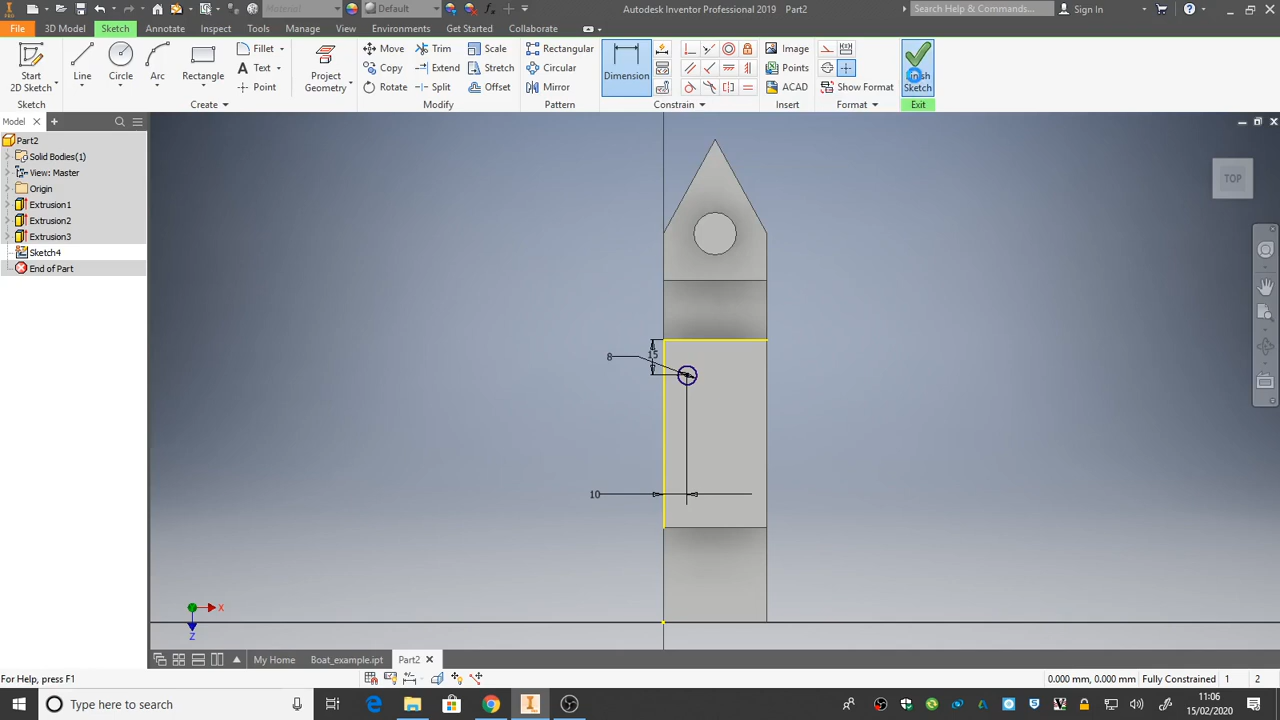 Material
Default
Autodesk Inventor Professional 2019 Part2
Search Help & Commands...
Sign In
File
3D Model
Sketch
Annotate
Inspect
Tools
Manage
View
Environments
Get Started
Collaborate
Start
2D Sketch
Line
Circle
Arc
Rectangle
Fillet
Text
Point
Project
Geometry
Move
Copy
Rotate
Trim
Extend
Split
Scale
Stretch
Offset
Rectangular
Circular
Mirror
Dimension
Image
Points
ACAD
Show Format
Finish
Sketch
Sketch
Create
Modify
Pattern
Constrain
Insert
Format
Exit
Model
Part2
Solid Bodies(1)
View: Master
Origin
Extrusion1
Extrusion2
Extrusion3
Sketch4
End of Part
TOP
8
15
10
X
Z
My Home
Boat_example.ipt
Part2
For Help, press F1
0.000 mm, 0.000 mm
Fully Constrained
1
2
Type here to search
11:06
15/02/2020